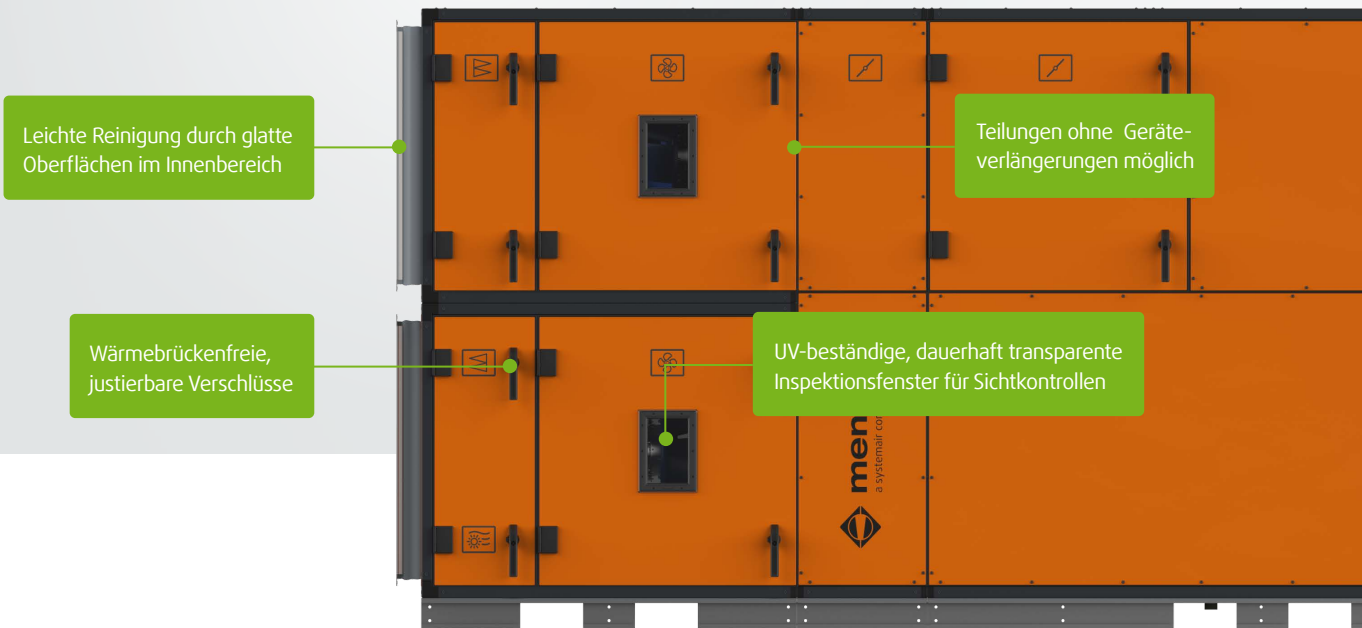 Leichte Reinigung durch glatte
Oberflächen im Innenbereich
Teilungen ohne Geräte-
verlängerungen möglich
Wärmebrückenfreie,
justierbare Verschlüsse
UV-beständige, dauerhaft transparente
Inspektionsfenster für Sichtkontrollen
a systemair